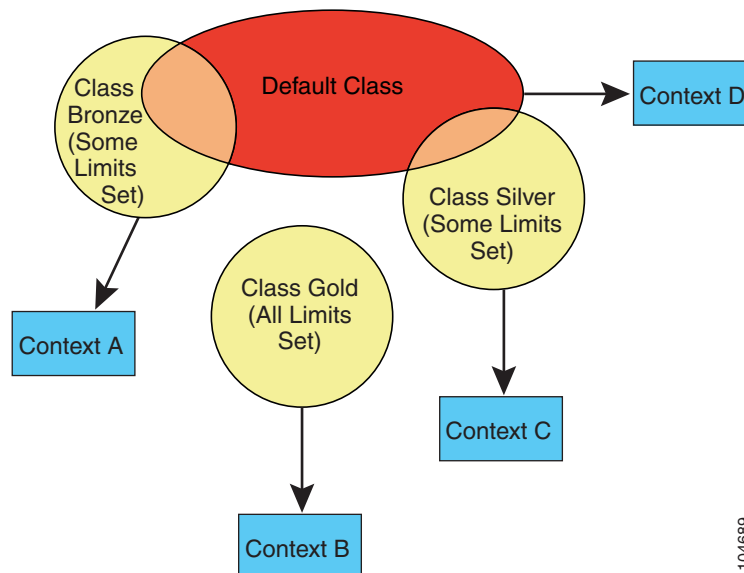 Default Class
Class
Bronze
(Some
Limits
Set)
Context D
Class Silver
(Some Limits
Set)
Class Gold
(All Limits
Set)
Context A
Context C
Context B
104689